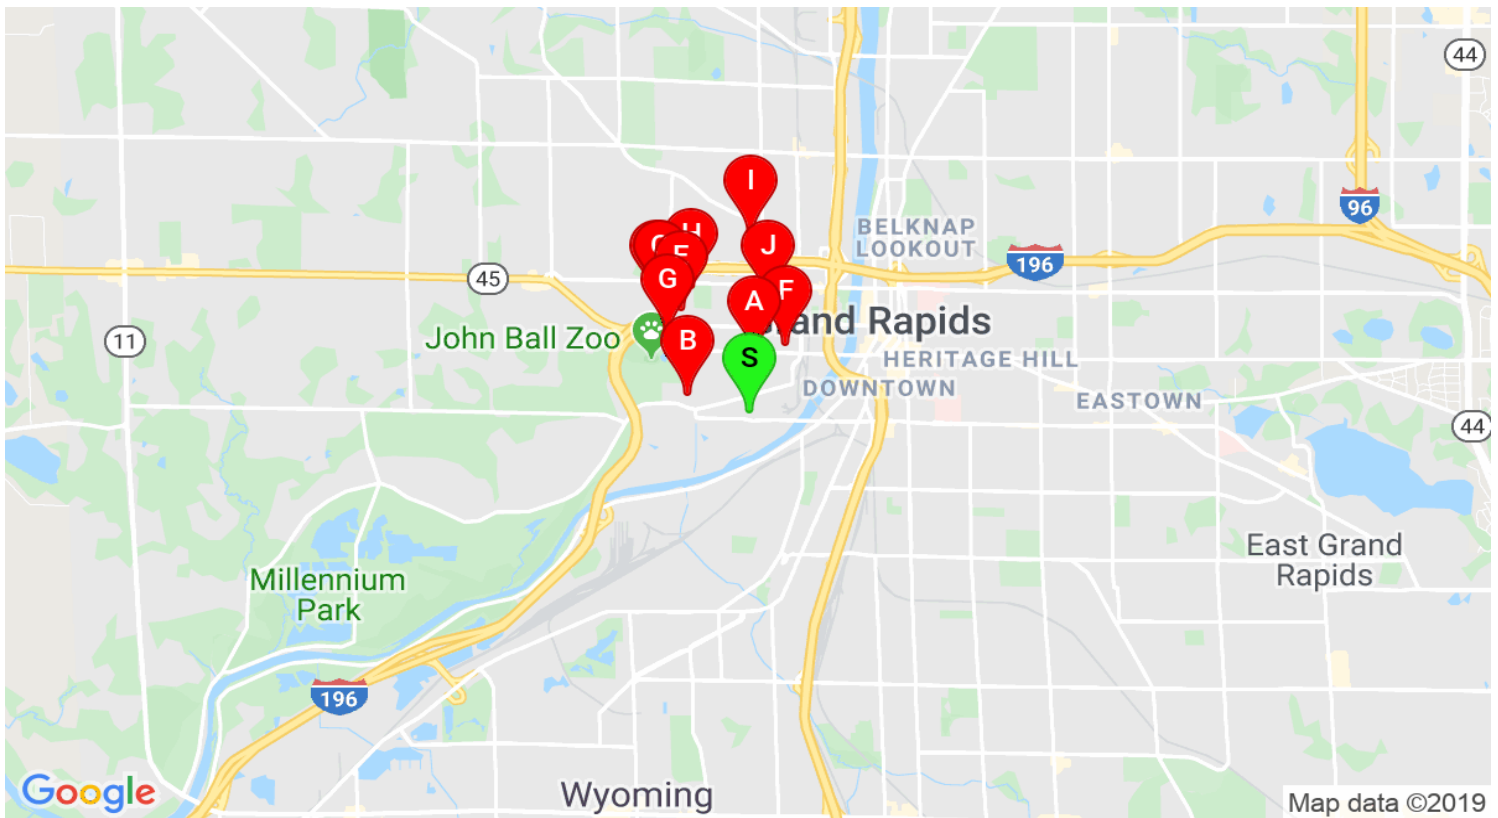 44
I
96
BELKNAP
LOOKOUT
H
J
196
E
45
G
F
A
and Rapids
11
John Ball Zoo
B
S
HERITAGE HILL
DOWNTOWN
EASTOWN
44
East Grand
Rapids
Millennium
Park
196
Wyoming
Google
Map data ©2019